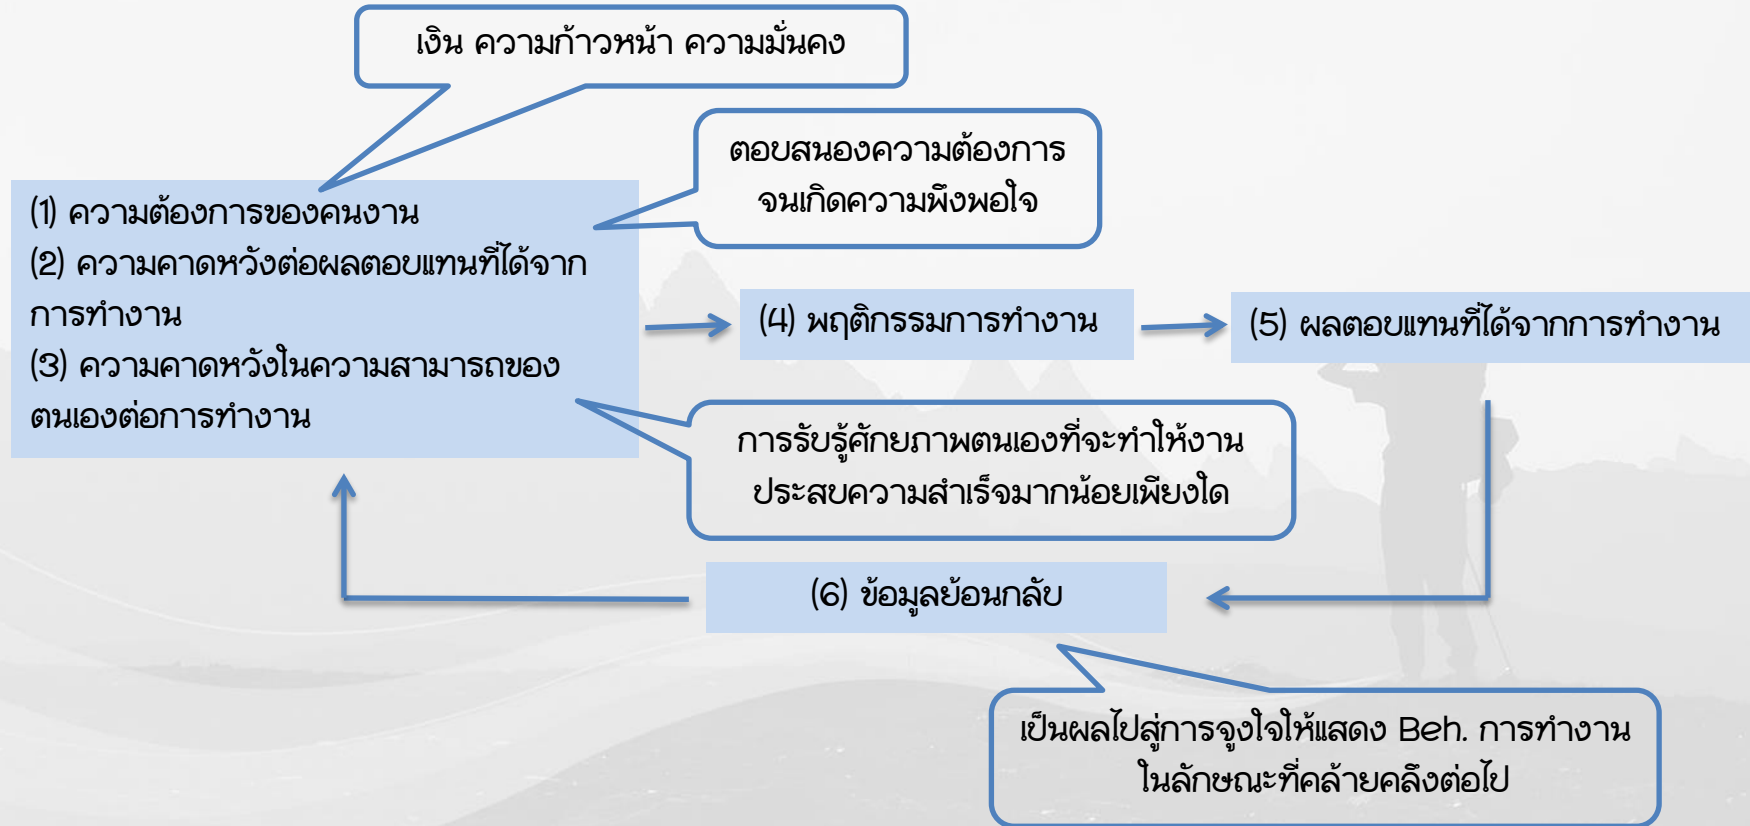 เงิน ความก้าวหน้า ความมั่นคง
ตอบสนองความต้องการ
จนเกิดความพึงพอใจ
(1) ความต้องการของคนงาน
(2) ความคาดหวังต่อผลตอบแทนที่ได้จาก
การทำงาน
(3) ความคาดหวังในความสามารถของ
ตนเองต่อการทำงาน
(4) พฤติกรรมการทำงาน
(5) ผลตอบแทนที่ได้จากการทำงาน
การรับรู้ศักยภาพตนเองที่จะทำให้งาน
ประสบความสำเร็จมากน้อยเพียงใด
(6) ข้อมูลย้อนกลับ
เป็นผลไปสู่การจูงใจให้แสดง Beh. การทำงาน
ในลักษณะที่คล้ายคลึงต่อไป